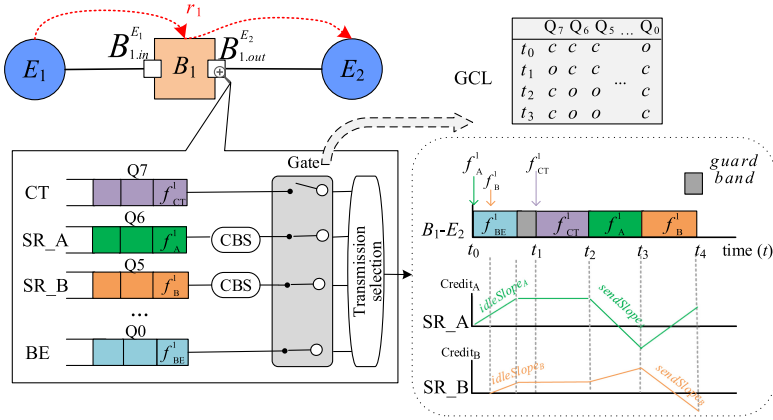 r₁
E₁
B₁.in^E₁
B₁
B₁.out^E₂
E₂
GCL
Q₇ Q₆ Q₅ ... Q₀
t₀ c c c o
t₁ o c c ... c
t₂ c o o c
t₃ c o o c
Gate
CT
Q7
f¹CT
SR_A
Q6
f¹A
CBS
SR_B
Q5
f¹B
CBS
...
BE
Q0
f¹BE
Transmission
selection
f¹A
f¹B
f¹CT
guard
band
B₁-E₂
f¹BE
f¹CT
f¹A
f¹B
t₀ t₁ t₂ t₃ t₄ time (t)
CreditA
idleSlopeA
sendSlopeA
SR_A
CreditB
idleSlopeB
sendSlopeB
SR_B